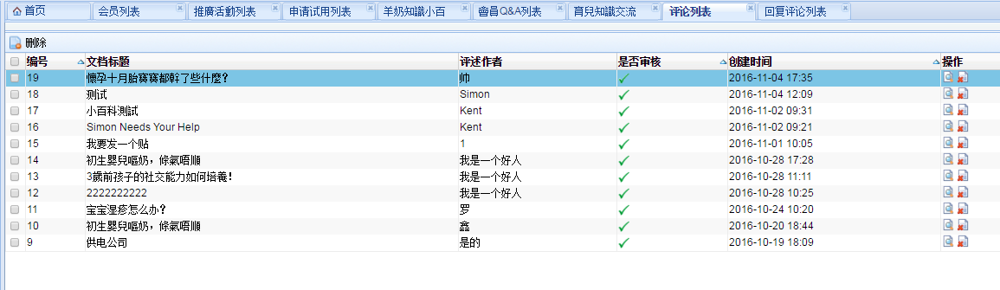 首页 会员列表 推廣活動列表 申请试用列表 羊奶知識小百 會員Q&A列表 育兒知識交流 评论列表 回复评论列表
删除
编号 文档标题 评述作者 是否审核 创建时间 操作
19 懷孕十月胎寶寶都幹了些什麼？ 帅 2016-11-04 17:35
18 测试 Simon 2016-11-04 12:09
17 小百科測試 Kent 2016-11-02 09:31
16 Simon Needs Your Help Kent 2016-11-02 09:21
15 我要发一个贴 1 2016-11-01 10:05
14 初生嬰兒嘔奶，條氣唔順 我是一个好人 2016-10-28 17:28
13 3歲前孩子的社交能力如何培養！ 我是一个好人 2016-10-28 11:11
12 2222222222 我是一个好人 2016-10-28 10:25
11 宝宝湿疹怎么办？ 罗 2016-10-24 10:20
10 初生嬰兒嘔奶，條氣唔順 鑫 2016-10-20 18:44
9 供电公司 是的 2016-10-19 18:09